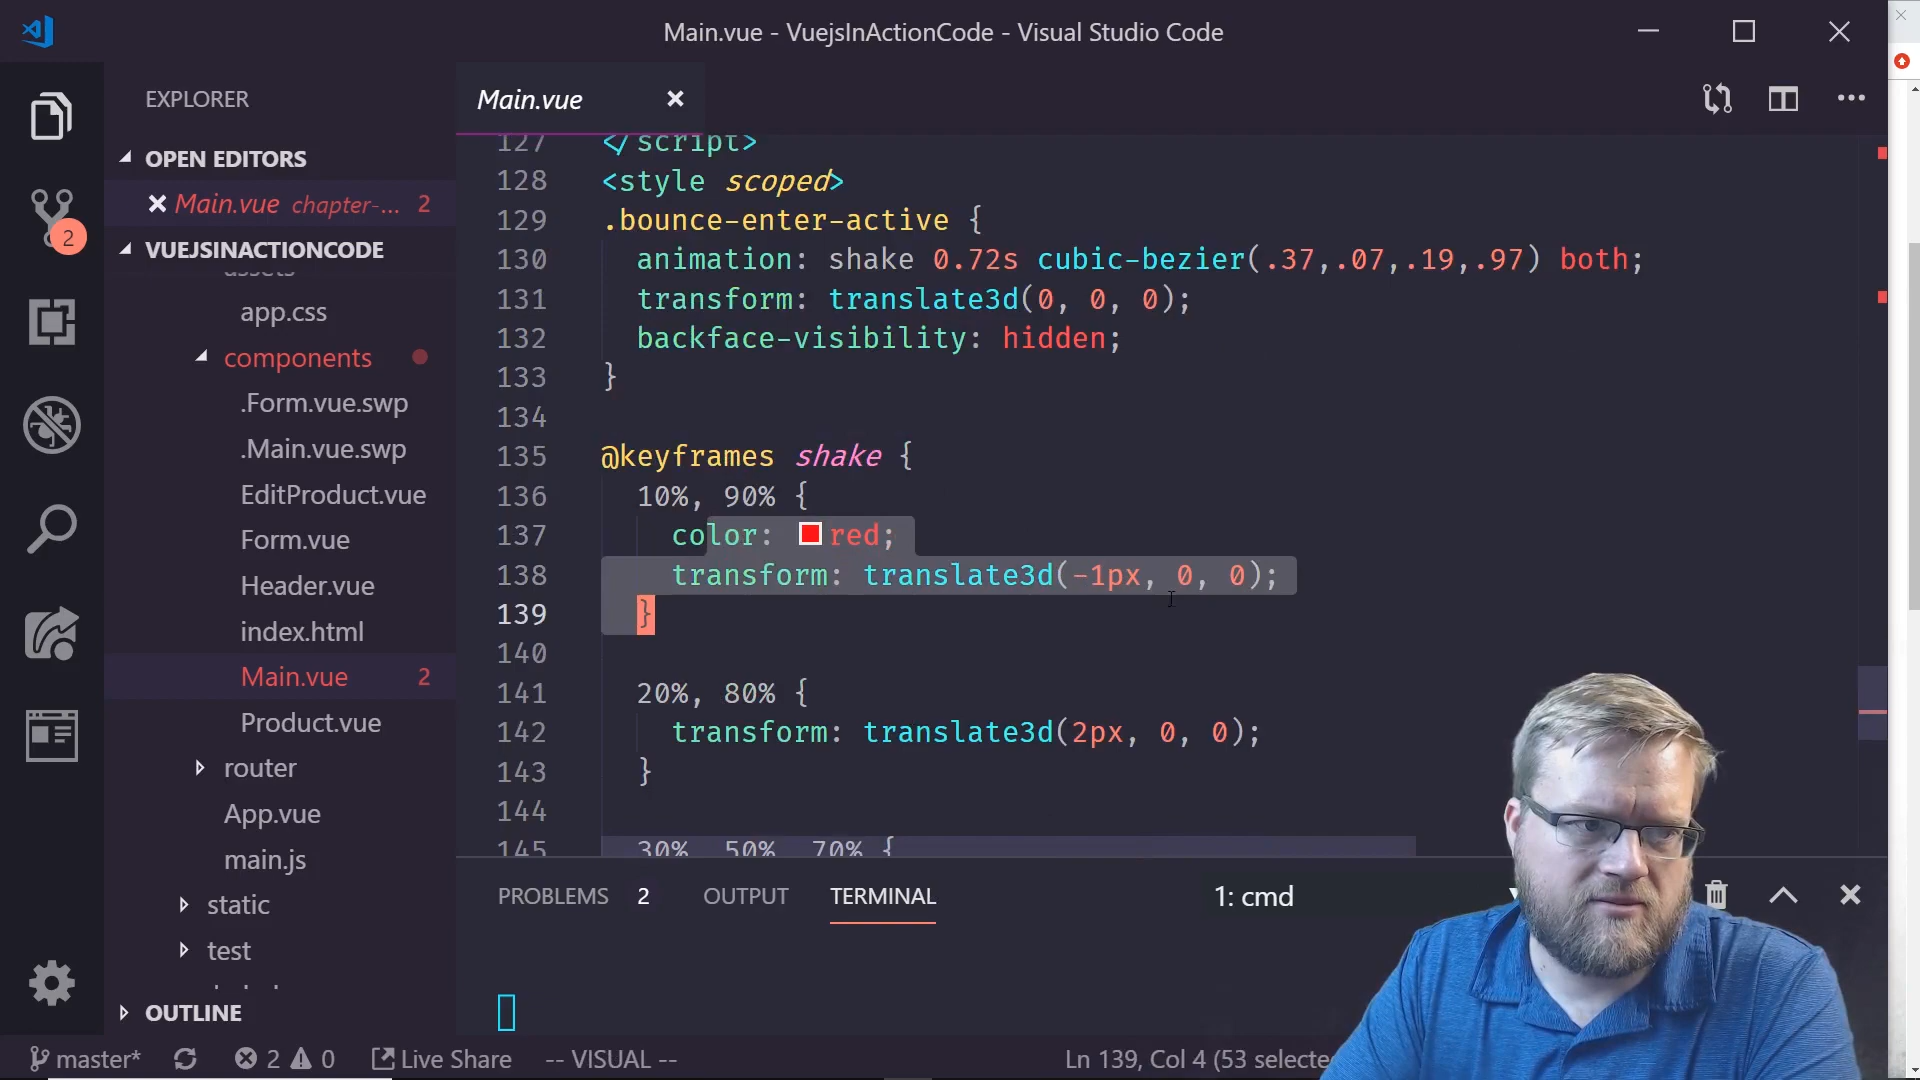 Main.vue - VuejsInActionCode - Visual Studio Code
EXPLORER
OPEN EDITORS
Main.vue chapter-... 2
VUEJSINACTIONCODE
assets
app.css
components
.Form.vue.swp
.Main.vue.swp
EditProduct.vue
Form.vue
Header.vue
index.html
Main.vue 2
Product.vue
router
App.vue
main.js
static
test
OUTLINE
2
Main.vue
127 </script>
128 <style scoped>
129 .bounce-enter-active {
130 animation: shake 0.72s cubic-bezier(.37,.07,.19,.97) both;
131 transform: translate3d(0, 0, 0);
132 backface-visibility: hidden;
133 }
134
135 @keyframes shake {
136 10%, 90% {
137 color: red;
138 transform: translate3d(-1px, 0, 0);
139 }
140
141 20%, 80% {
142 transform: translate3d(2px, 0, 0);
143 }
144
145 30%, 50%, 70% {
PROBLEMS 2 OUTPUT TERMINAL 1: cmd
master* 2 0 Live Share -- VISUAL -- Ln 139, Col 4 (53 selected